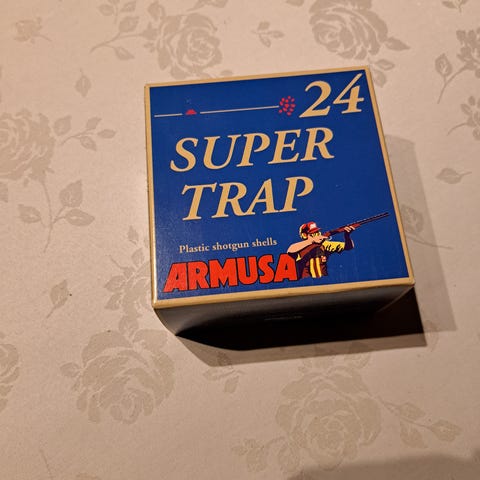 24
SUPER
TRAP
Plastic shotgun shells
ARMUSA